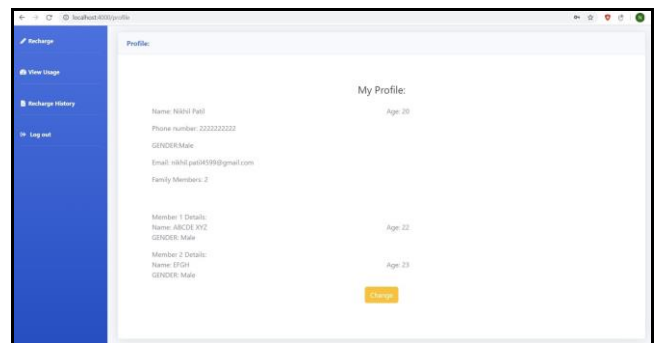 localhost:4000/profile
Recharge
View Usage
Recharge History
Log out
Profile:
My Profile:
Name: Nikhil Patil Age: 20
Phone number: 2222222222
GENDER:Male
Email: nikhil.patil4599@gmail.com
Family Members: 2
Member 1 Details:
Name: ABCDE XYZ Age: 22
GENDER: Male
Member 2 Details:
Name: EFGH Age: 23
GENDER: Male
Change